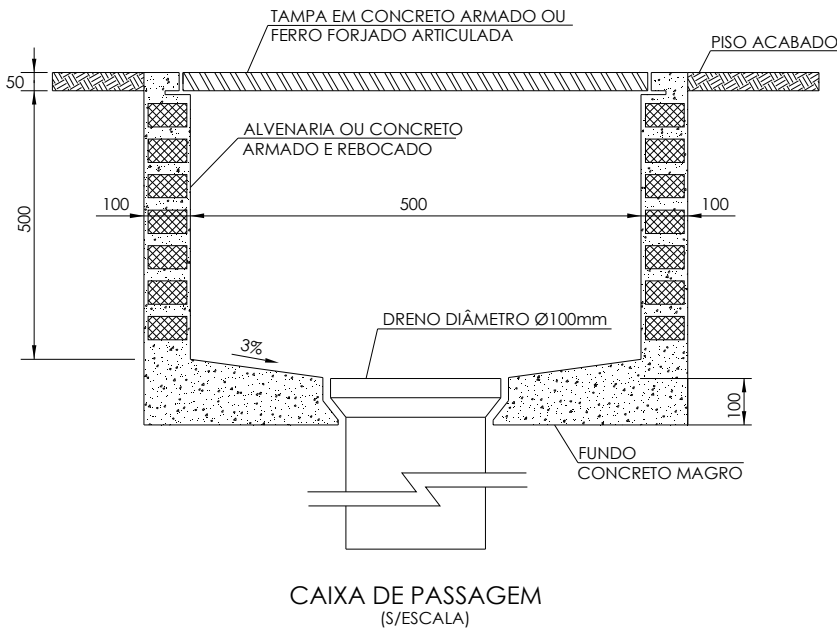 TAMPA EM CONCRETO ARMADO OU
FERRO FORJADO ARTICULADA
PISO ACABADO
50
ALVENARIA OU CONCRETO
ARMADO E REBOCADO
100
500
100
500
DRENO DIÂMETRO Ø100mm
3%
100
FUNDO
CONCRETO MAGRO
CAIXA DE PASSAGEM
(S/ESCALA)